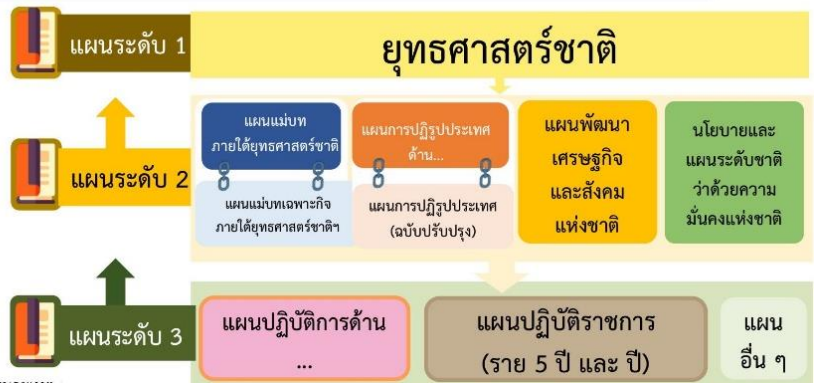 แผนระดับ 1
ยุทธศาสตร์ชาติ
แผนระดับ 2
แผนแม่บท
ภายใต้ยุทธศาสตร์ชาติ
แผนแม่บทเฉพาะกิจ
ภายใต้ยุทธศาสตร์ชาติฯ
แผนการปฏิรูปประเทศ
ด้าน...
แผนการปฏิรูปประเทศ
(ฉบับปรับปรุง)
แผนพัฒนา
เศรษฐกิจ
และสังคม
แห่งชาติ
นโยบายและ
แผนระดับชาติ
ว่าด้วยความ
มั่นคงแห่งชาติ
แผนระดับ 3
แผนปฏิบัติการด้าน
...
แผนปฏิบัติราชการ
(ราย 5 ปี และ ปี)
แผน
อื่น ๆ